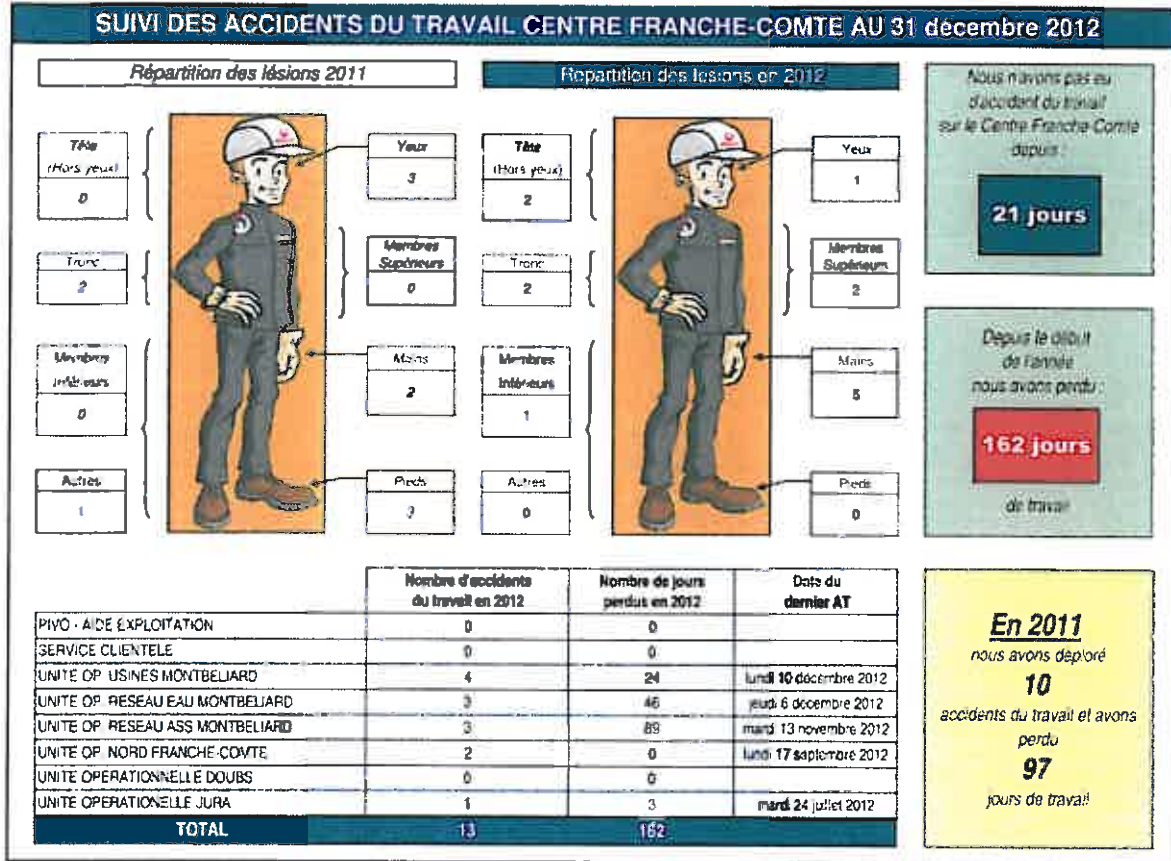 SUIVI DES ACCIDENTS DU TRAVAIL CENTRE FRANCHE-COMTE AU 31 décembre 2012
Répartition des lésions 2011
Tête
(Hors yeux)
0
Yeux
3
Tronc
2
Membres
Supérieurs
0
Membres
Inférieurs
0
Mains
2
Autres
1
Pieds
3
Repartition des lesions en 2012
Tête
(Hors yeux)
2
Yeux
1
Tronc
2
Membres
Supérieurs
2
Membres
Inférieurs
1
Mains
5
Autres
0
Pieds
0
Nous n'avons pas eu
d'accident du travail
sur le Centre Franche Comté
depuis :
21 jours
Depuis le début
de l'année
nous avons perdu :
162 jours
de travail
Nombre d'accidents
du travail en 2012
Nombre de jours
perdus en 2012
Date du
dernier AT
PIVO - AIDE EXPLOITATION 0 0
SERVICE CLIENTELE 0 0
UNITE OP. USINES MONTBELIARD 4 24 lundi 10 décembre 2012
UNITE OP. RESEAU EAU MONTBELIARD 3 46 jeudi 6 décembre 2012
UNITE OP. RESEAU ASS MONTBELIARD 3 89 mardi 13 novembre 2012
UNITE OP. NORD FRANCHE-COMTE 2 0 lundi 17 septembre 2012
UNITE OPERATIONNELLE DOUBS 0 0
UNITE OPERATIONELLE JURA 1 3 mardi 24 juillet 2012
TOTAL 13 162
En 2011
nous avons déploré
10
accidents du travail et avons
perdu
97
jours de travail